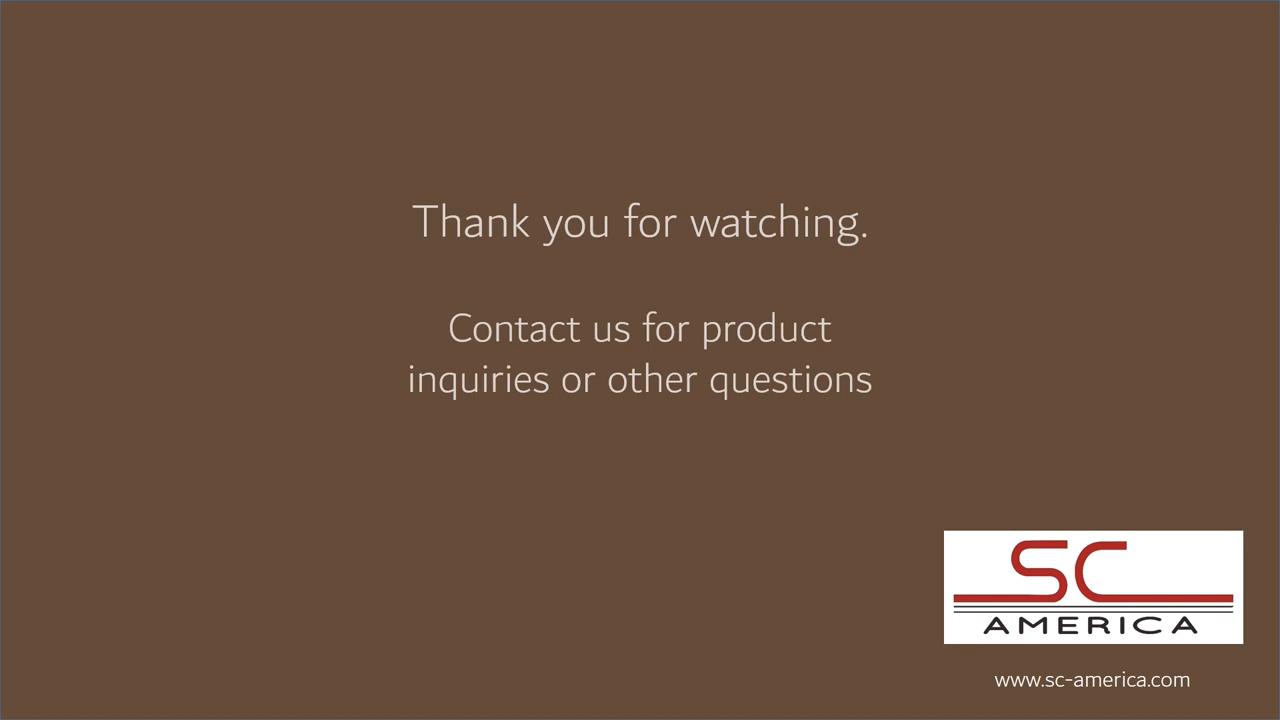 Thank you for watching.
Contact us for product
inquiries or other questions
SC
AMERICA
www.sc-america.com